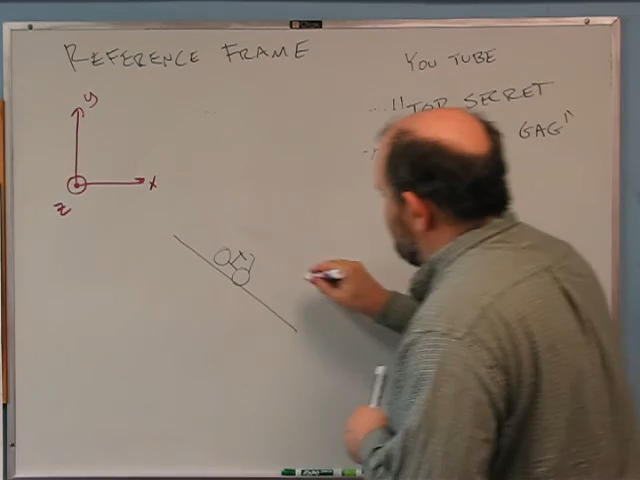 REFERENCE FRAME
YOU TUBE
..."TOP SECRET
GAG"
y
x
z